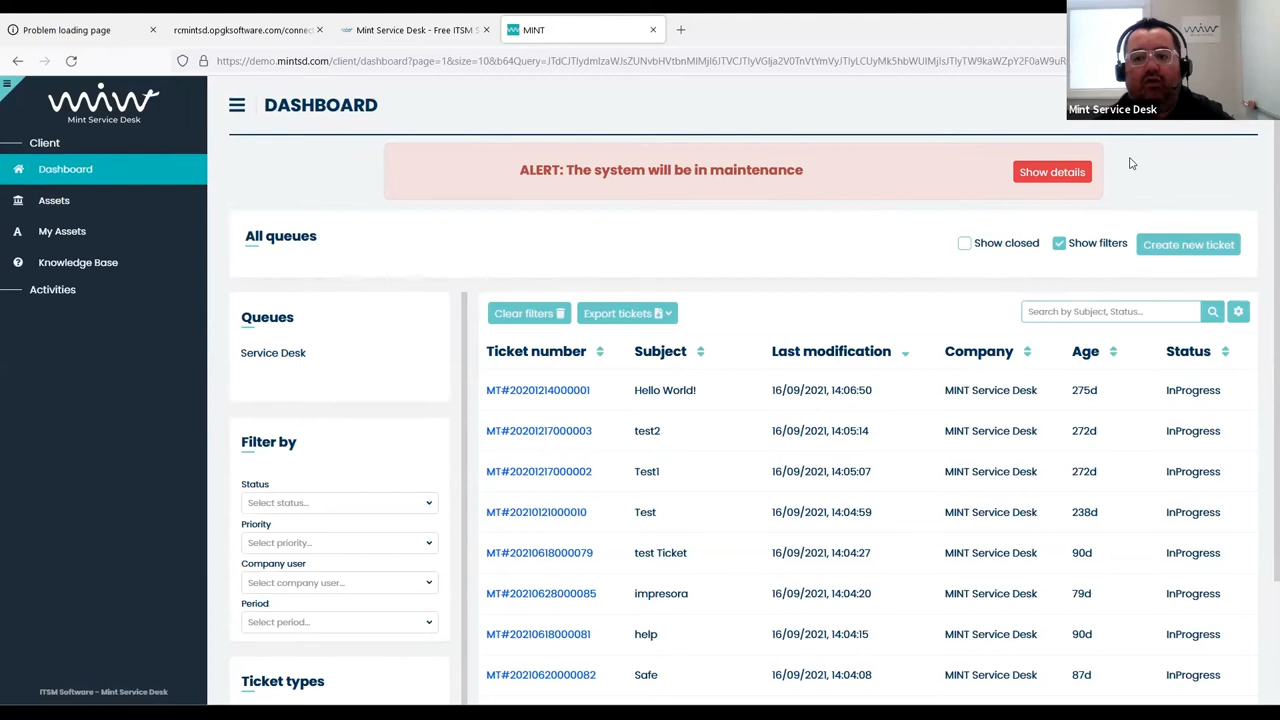 Problem loading page
rcmintsd.opgksoftware.com/connect
Mint Service Desk - Free ITSM S
MINT
https://demo.mintsd.com/client/dashboard?page=1&size=10&b64Query=
Mint Service Desk
Mint Service Desk
Client
Dashboard
Assets
My Assets
Knowledge Base
Activities
ITSM Software - Mint Service Desk
DASHBOARD
ALERT: The system will be in maintenance
Show details
All queues
Show closed
Show filters
Create new ticket
Queues
Service Desk
Filter by
Status
Select status...
Priority
Select priority...
Company user
Select company user...
Period
Select period...
Ticket types
Clear filters
Export tickets
Search by Subject, Status...
Ticket number Subject Last modification Company Age Status
MT#20201214000001 Hello World! 16/09/2021, 14:06:50 MINT Service Desk 275d InProgress
MT#20201217000003 test2 16/09/2021, 14:05:14 MINT Service Desk 272d InProgress
MT#20201217000002 Test1 16/09/2021, 14:05:07 MINT Service Desk 272d InProgress
MT#20210121000010 Test 16/09/2021, 14:04:59 MINT Service Desk 238d InProgress
MT#20210618000079 test Ticket 16/09/2021, 14:04:27 MINT Service Desk 90d InProgress
MT#20210628000085 impresora 16/09/2021, 14:04:20 MINT Service Desk 79d InProgress
MT#20210618000081 help 16/09/2021, 14:04:15 MINT Service Desk 90d InProgress
MT#20210620000082 Safe 16/09/2021, 14:04:08 MINT Service Desk 87d InProgress